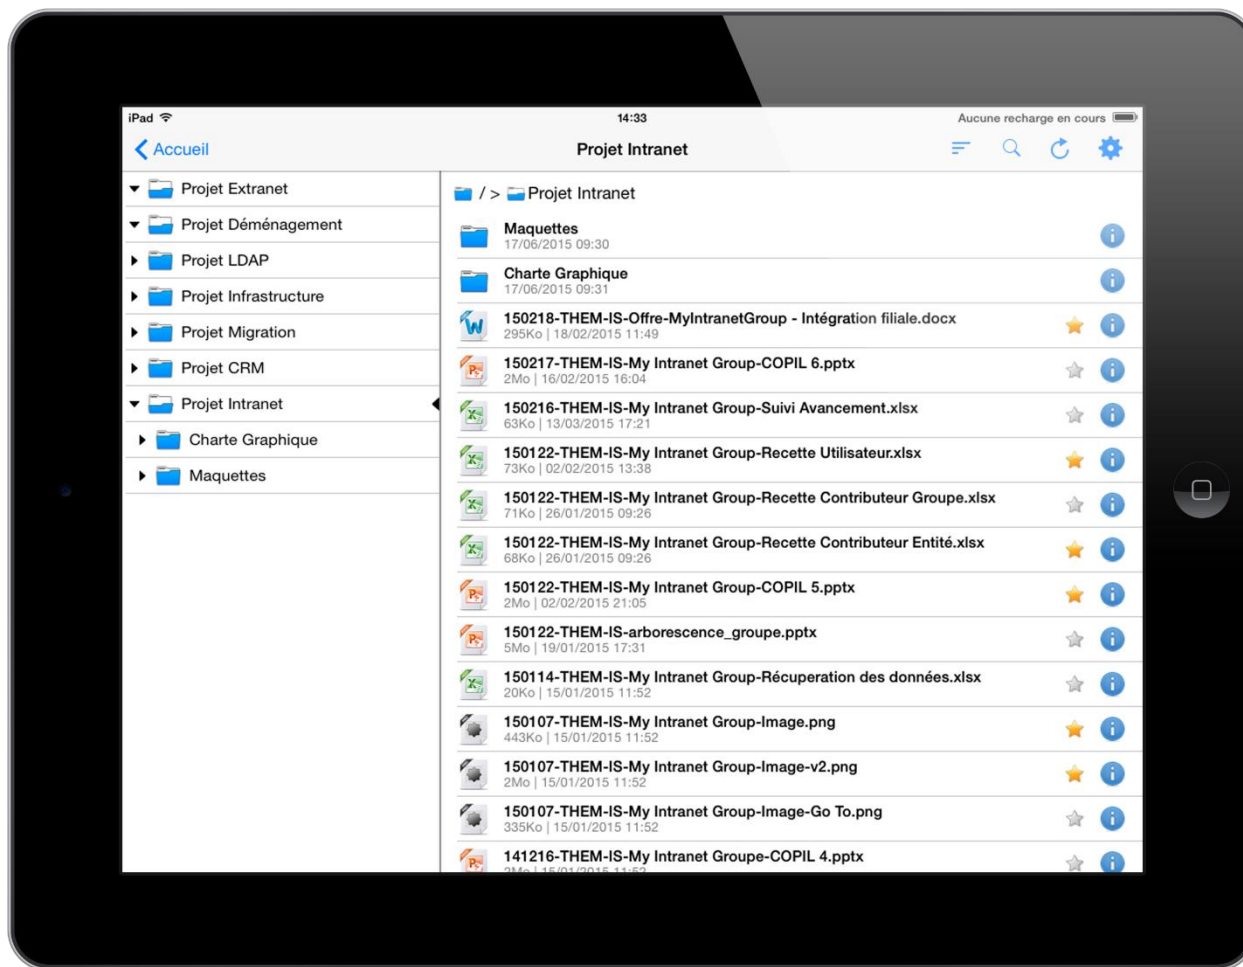 iPad
14:33
Aucune recharge en cours
Accueil
Projet Intranet
Projet Extranet
Projet Déménagement
Projet LDAP
Projet Infrastructure
Projet Migration
Projet CRM
Projet Intranet
Charte Graphique
Maquettes
/ > Projet Intranet
Maquettes
17/06/2015 09:30
Charte Graphique
17/06/2015 09:31
150218-THEM-IS-Offre-MyIntranetGroup - Intégration filiale.docx
295Ko | 18/02/2015 11:49
150217-THEM-IS-My Intranet Group-COPIL 6.pptx
2Mo | 16/02/2015 16:04
150216-THEM-IS-My Intranet Group-Suivi Avancement.xlsx
63Ko | 13/03/2015 17:21
150122-THEM-IS-My Intranet Group-Recette Utilisateur.xlsx
73Ko | 02/02/2015 13:38
150122-THEM-IS-My Intranet Group-Recette Contributeur Groupe.xlsx
71Ko | 26/01/2015 09:26
150122-THEM-IS-My Intranet Group-Recette Contributeur Entité.xlsx
68Ko | 26/01/2015 09:26
150122-THEM-IS-My Intranet Group-COPIL 5.pptx
2Mo | 02/02/2015 21:05
150122-THEM-IS-arborescence_groupe.pptx
5Mo | 19/01/2015 17:31
150114-THEM-IS-My Intranet Group-Récuperation des données.xlsx
20Ko | 15/01/2015 11:52
150107-THEM-IS-My Intranet Group-Image.png
443Ko | 15/01/2015 11:52
150107-THEM-IS-My Intranet Group-Image-v2.png
2Mo | 15/01/2015 11:52
150107-THEM-IS-My Intranet Group-Image-Go To.png
335Ko | 15/01/2015 11:52
141216-THEM-IS-My Intranet Groupe-COPIL 4.pptx
15/01/2015 11:52